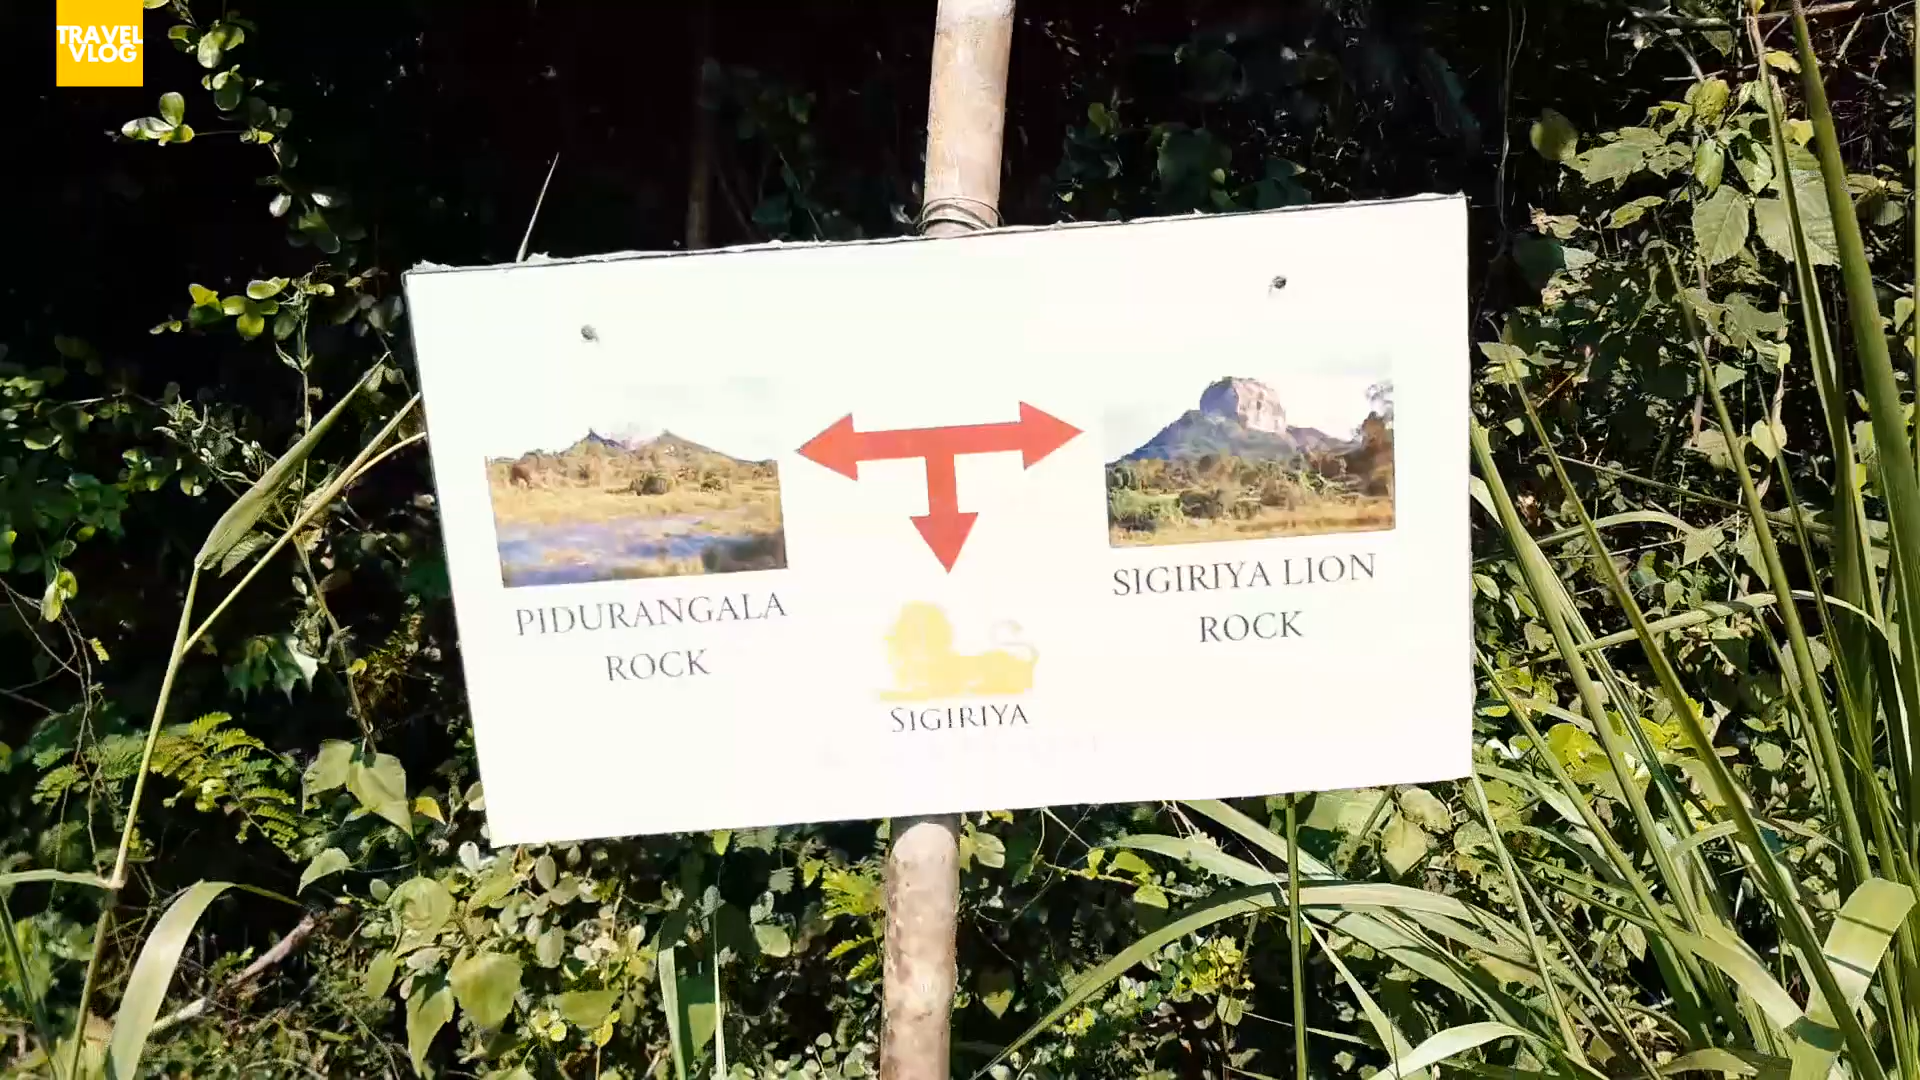 TRAVEL
VLOG
PIDURANGALA
ROCK
SIGIRIYA LION
ROCK
SIGIRIYA